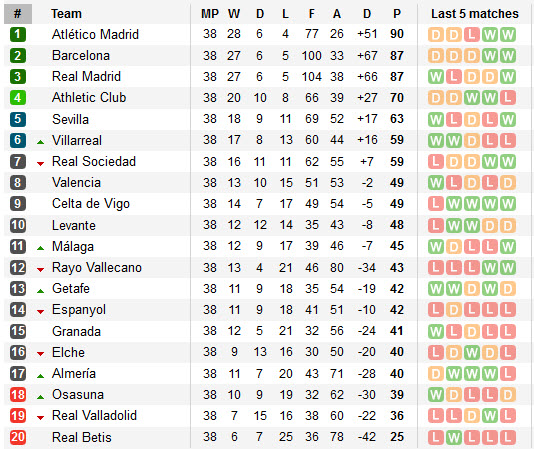 # Team MP W D L F A D P Last 5 matches
1 Atlético Madrid 38 28 6 4 77 26 +51 90 D D L W W
2 Barcelona 38 27 6 5 100 33 +67 87 D D D W W
3 Real Madrid 38 27 6 5 104 38 +66 87 W L D D W
4 Athletic Club 38 20 10 8 66 39 +27 70 D D W W L
5 Sevilla 38 18 9 11 69 52 +17 63 W L D L W
6 Villarreal 38 17 8 13 60 44 +16 59 W W D L L
7 Real Sociedad 38 16 11 11 62 55 +7 59 L D D W W
8 Valencia 38 13 10 15 51 53 -2 49 W L D L D
9 Celta de Vigo 38 14 7 17 49 54 -5 49 L W W W W
10 Levante 38 12 12 14 35 43 -8 48 L W W D D
11 Málaga 38 12 9 17 39 46 -7 45 W D L L W
12 Rayo Vallecano 38 13 4 21 46 80 -34 43 L L L W W
13 Getafe 38 11 9 18 35 54 -19 42 W W D W D
14 Espanyol 38 11 9 18 41 51 -10 42 L D L L L
15 Granada 38 12 5 21 32 56 -24 41 W L D L L
16 Elche 38 9 13 16 30 50 -20 40 L D W D L
17 Almería 38 11 7 20 43 71 -28 40 D W W W L
18 Osasuna 38 10 9 19 32 62 -30 39 W D L L D
19 Real Valladolid 38 7 15 16 38 60 -22 36 L L D W L
20 Real Betis 38 6 7 25 36 78 -42 25 L W L L L